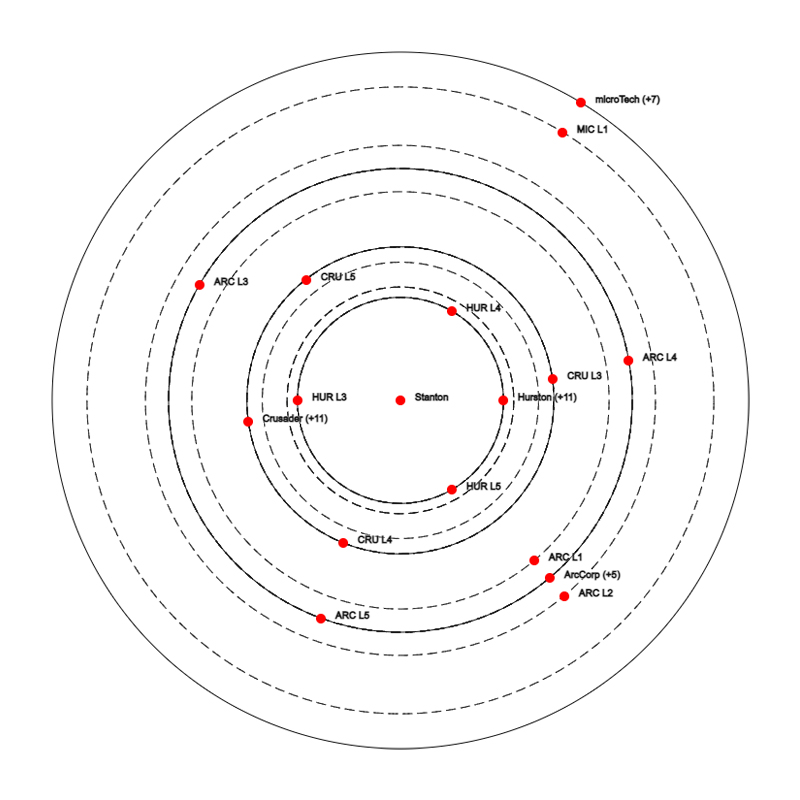 microTech (+7)
MIC L1
CRU L5
ARC L3
HUR L4
ARC L4
CRU L3
HUR L3
Stanton
Hurston (+11)
Crusader (+11)
HUR L5
CRU L4
ARC L1
ArcCorp (+5)
ARC L2
ARC L5